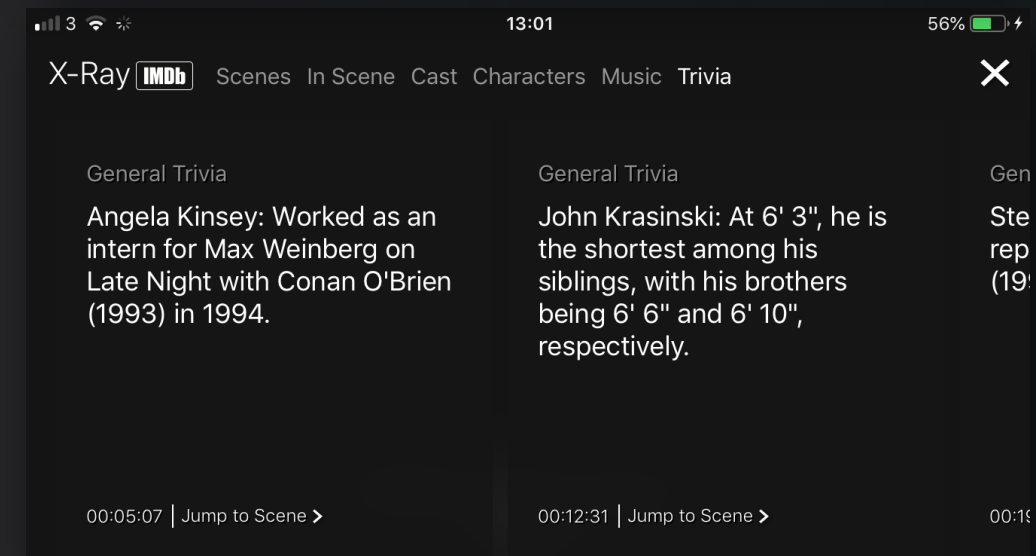 3 13:01 56%
X-Ray IMDb Scenes In Scene Cast Characters Music Trivia
General Trivia
Angela Kinsey: Worked as an
intern for Max Weinberg on
Late Night with Conan O'Brien
(1993) in 1994.
00:05:07 | Jump to Scene >
General Trivia
John Krasinski: At 6' 3", he is
the shortest among his
siblings, with his brothers
being 6' 6" and 6' 10",
respectively.
00:12:31 | Jump to Scene >
Gen
Ste
rep